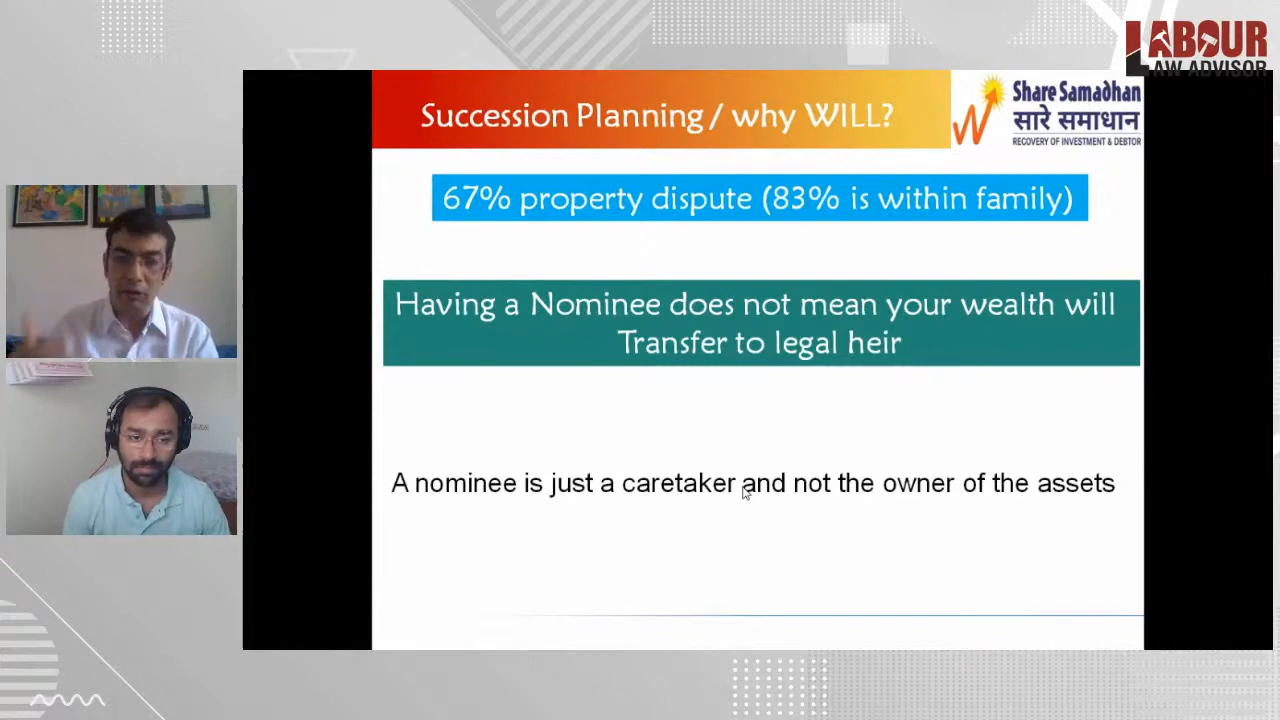 LABOUR
LAW ADVISOR
Succession Planning / why WILL?
Share Samadhan
सारे समाधान
RECOVERY OF INVESTMENT & DEBTOR
67% property dispute (83% is within family)
Having a Nominee does not mean your wealth will
Transfer to legal heir
A nominee is just a caretaker and not the owner of the assets